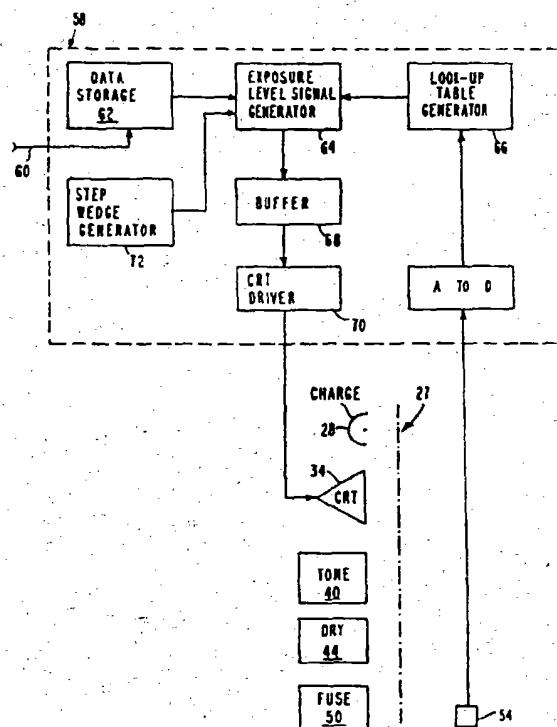 58
DATA
STORAGE
62
EXPOSURE
LEVEL SIGNAL
GENERATOR
64
LOOK-UP
TABLE
GENERATOR
66
60
STEP
WEDGE
GENERATOR
72
BUFFER
68
CRT
DRIVER
70
A TO D
CHARGE
28
27
34
CRT
TONE
40
DRY
44
FUSE
50
54